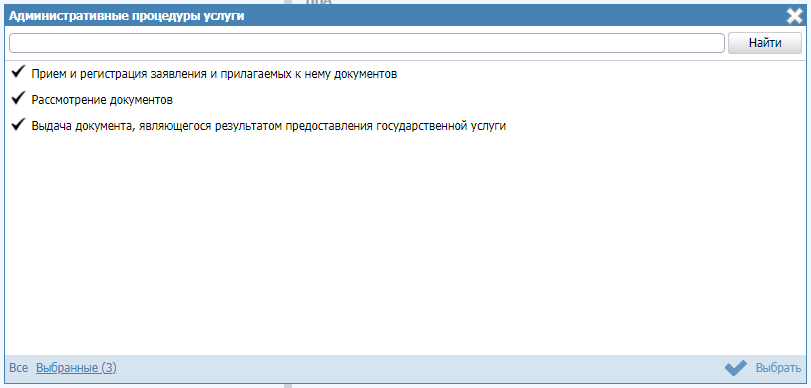 Административные процедуры услуги
Найти
Прием и регистрация заявления и прилагаемых к нему документов
Рассмотрение документов
Выдача документа, являющегося результатом предоставления государственной услуги
Все Выбранные (3) Выбрать